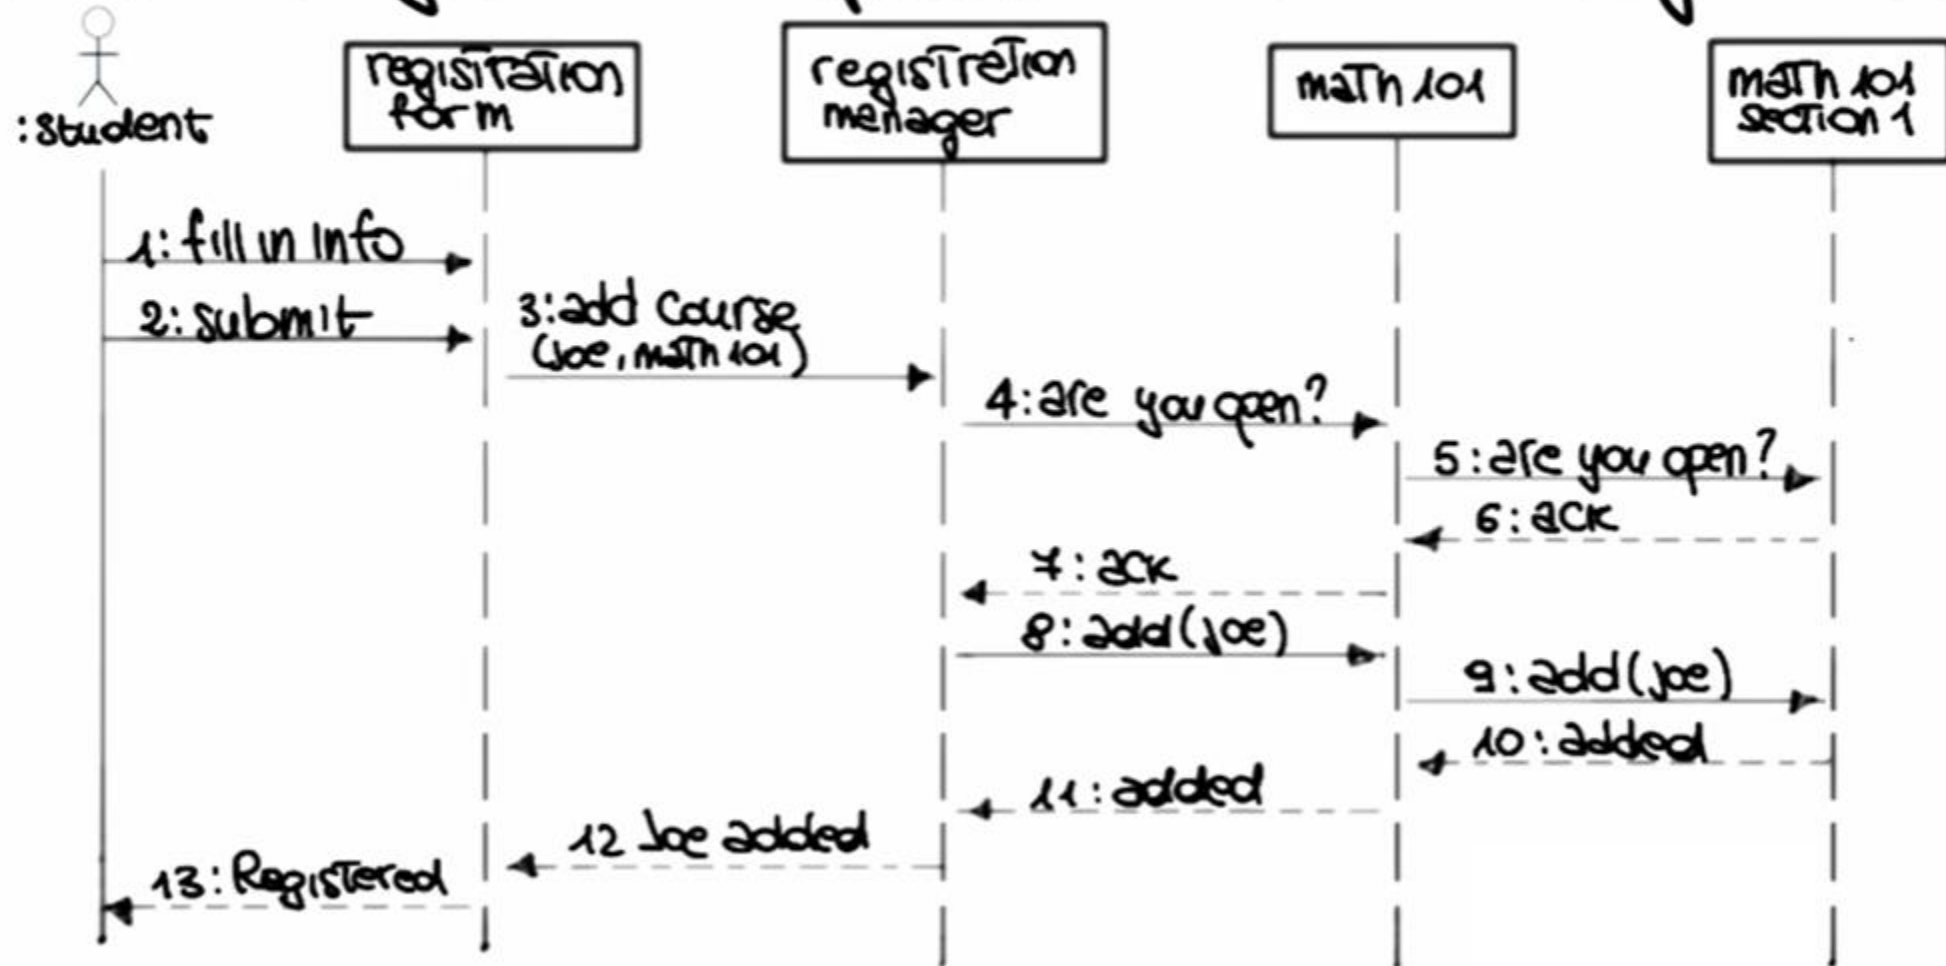 :student
registration
form
registration
manager
math 101
math 101
section 1
1: fill in info
2: submit
3: add course
(joe, math 101)
4: are you open?
5: are you open?
6: ack
7: ack
8: add (joe)
9: add (joe)
10: added
11: added
12 Joe added
13: Registered